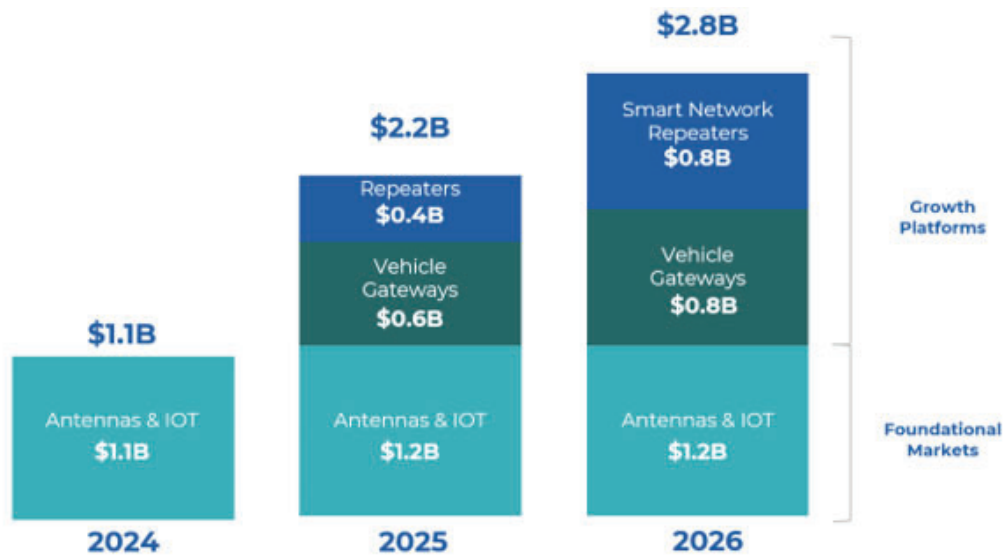 $2.8B
Smart Network
Repeaters
$0.8B
$2.2B
Repeaters
$0.4B
Growth
Platforms
Vehicle
Gateways
$0.8B
Vehicle
Gateways
$0.6B
$1.1B
Antennas & IOT
$1.1B
Antennas & IOT
$1.2B
Antennas & IOT
$1.2B
Foundational
Markets
2024
2025
2026